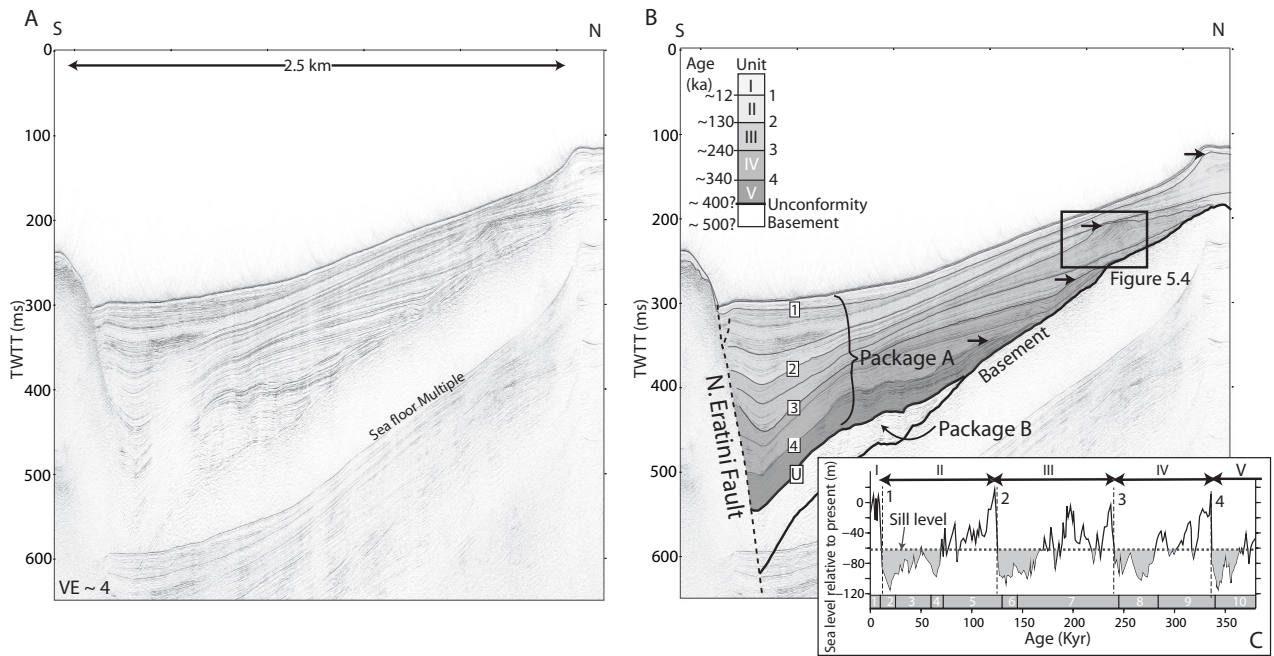 A
S
N
0
2.5 km
100
200
300
400
500
600
TWTT (ms)
Sea floor Multiple
VE ~ 4
B
S
N
0
100
200
300
400
500
600
TWTT (ms)
Age
(ka)
Unit
I
~12
1
II
~130
2
III
~240
3
IV
~340
4
V
~ 400?
Unconformity
~ 500?
Basement
Figure 5.4
1
2
3
4
U
Package A
Basement
Package B
N. Eratini Fault
I
II
III
IV
V
1
2
3
4
Sill level
0
−40
−80
−120
Sea level relative to present (m)
1
2
3
4
5
6
7
8
9
10
0
50
100
150
200
250
300
350
Age (Kyr)
C